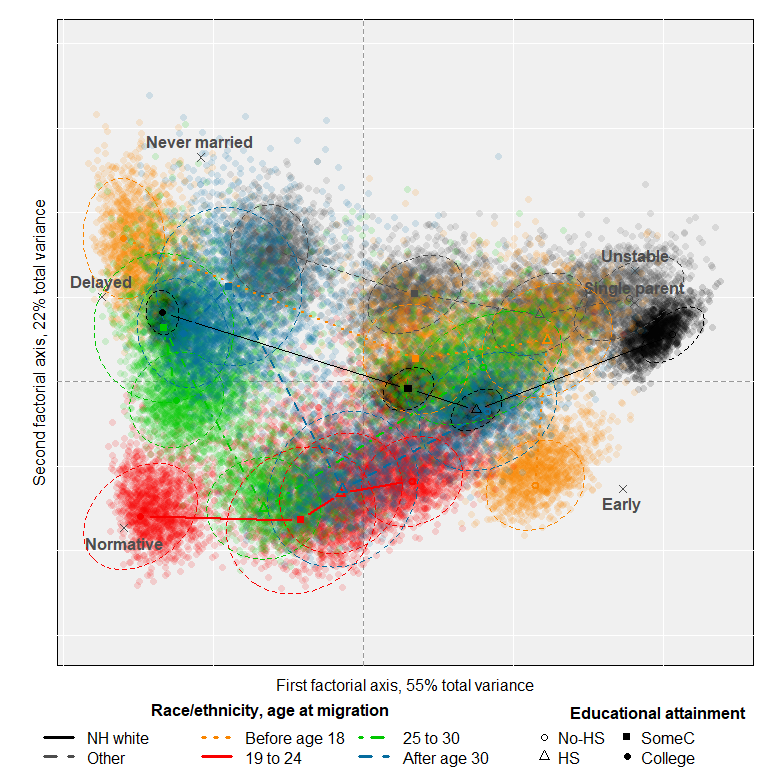 Never married
Unstable
Delayed
Single parent
Early
Normative
Second factorial axis, 22% total variance
First factorial axis, 55% total variance
Race/ethnicity, age at migration
Educational attainment
NH white
Before age 18
25 to 30
No-HS
SomeC
Other
19 to 24
After age 30
HS
College